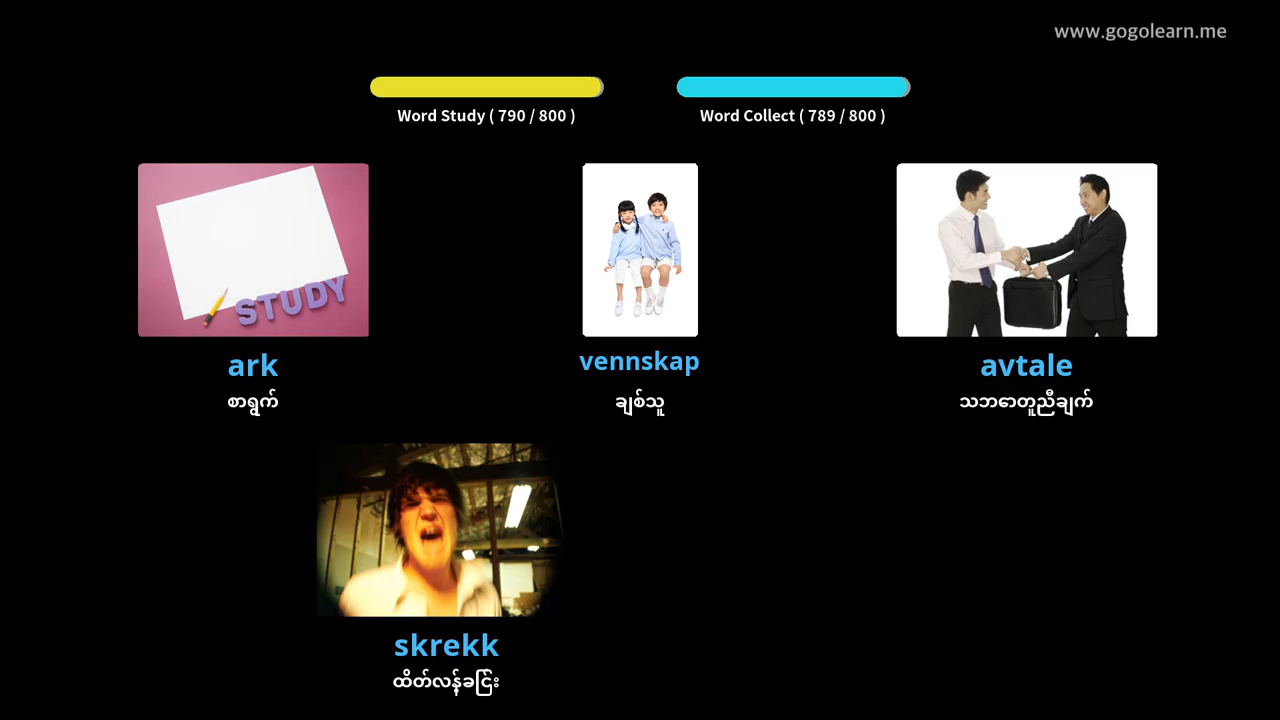 www.gogolearn.me
Word Study ( 790 / 800 )
Word Collect ( 789 / 800 )
STUDY
ark
စာရွက်
vennskap
ချစ်သူ
avtale
သဘောတူညီချက်
skrekk
ထိတ်လန့်ခြင်း